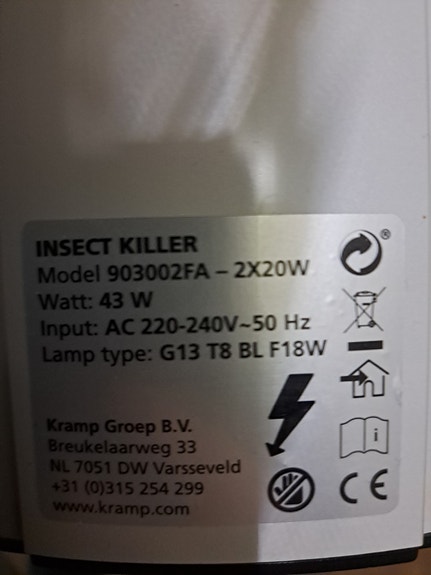 INSECT KILLER
Model 903002FA – 2X20W
Watt: 43 W
Input: AC 220-240V~50 Hz
Lamp type: G13 T8 BL F18W
Kramp Groep B.V.
Breukelaarweg 33
NL 7051 DW Varsseveld
+31 (0)315 254 299
www.kramp.com
®
i
CE